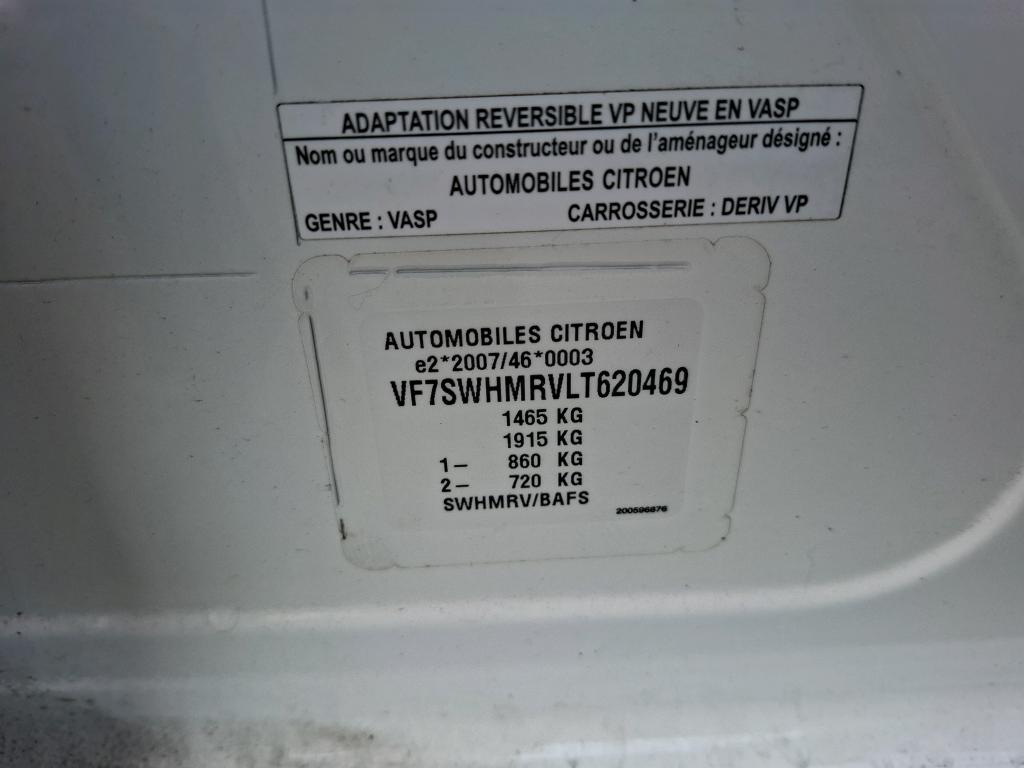 ADAPTATION REVERSIBLE VP NEUVE EN VASP
Nom ou marque du constructeur ou de l'aménageur désigné :
AUTOMOBILES CITROEN
GENRE : VASP CARROSSERIE : DERIV VP
AUTOMOBILES CITROEN
e2*2007/46*0003
VF7SWHMRVLT620469
1465 KG
1915 KG
1– 860 KG
2– 720 KG
SWHMRV/BAFS
200596876